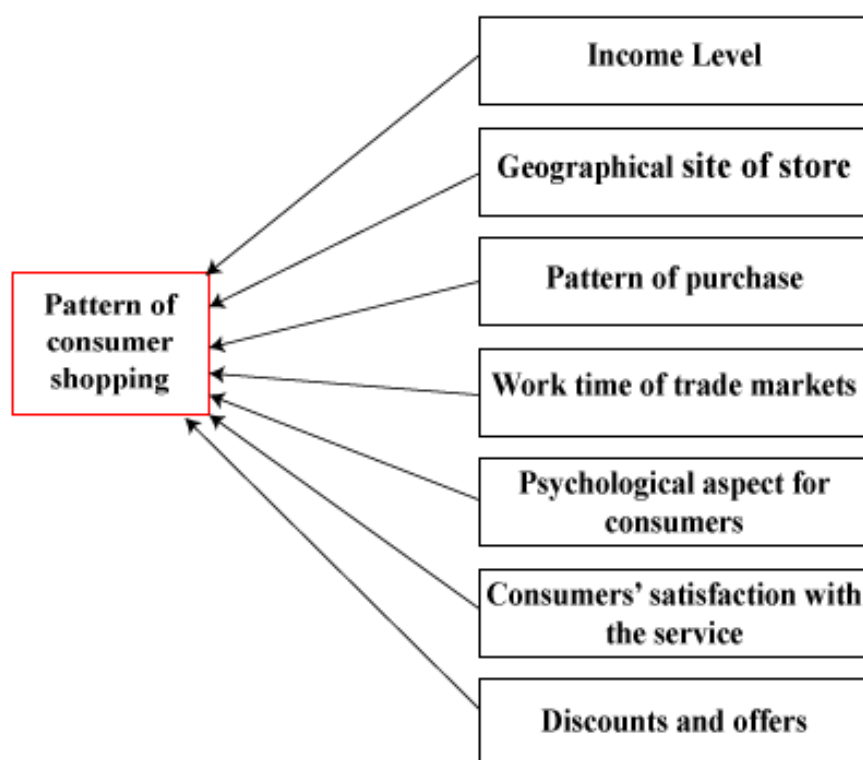 Income Level
Geographical site of store
Pattern of purchase
Pattern of
consumer
shopping
Work time of trade markets
Psychological aspect for
consumers
Consumers’ satisfaction with
the service
Discounts and offers